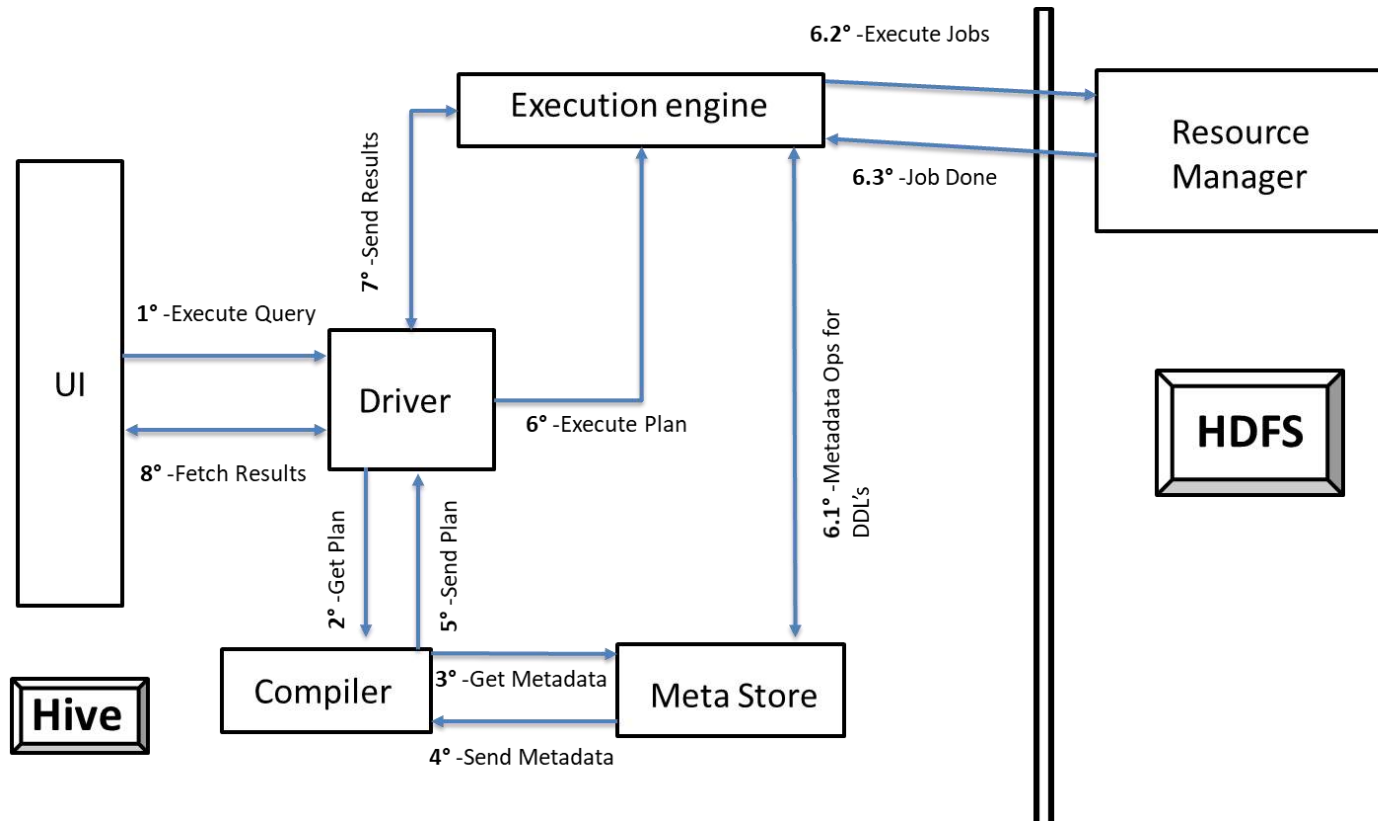 6.2° -Execute Jobs
Execution engine
Resource
Manager
7° -Send Results
6.3° -Job Done
1° -Execute Query
UI
Driver
6° -Execute Plan
8° -Fetch Results
6.1° -Metadata Ops for
DDL's
HDFS
2° -Get Plan
5° -Send Plan
Compiler
3° -Get Metadata
Meta Store
4° -Send Metadata
Hive